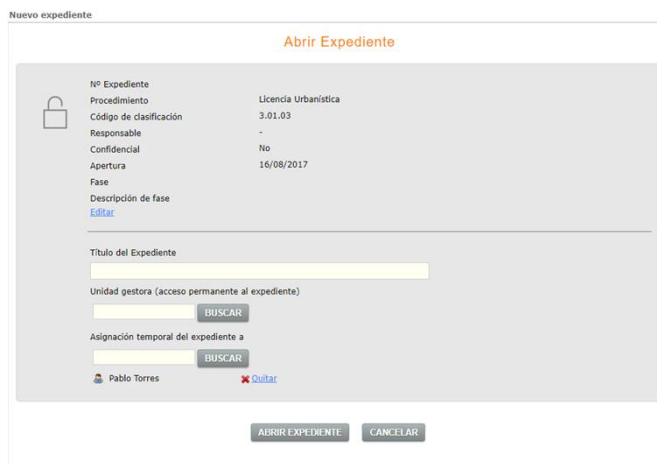 Nuevo expediente
Abrir Expediente
Nº Expediente
Procedimiento Licencia Urbanística
Código de clasificación 3.01.03
Responsable -
Confidencial No
Apertura 16/08/2017
Fase
Descripción de fase
Editar
Título del Expediente
Unidad gestora (acceso permanente al expediente)
BUSCAR
Asignación temporal del expediente a
BUSCAR
Pablo Torres Quitar
ABRIR EXPEDIENTE CANCELAR